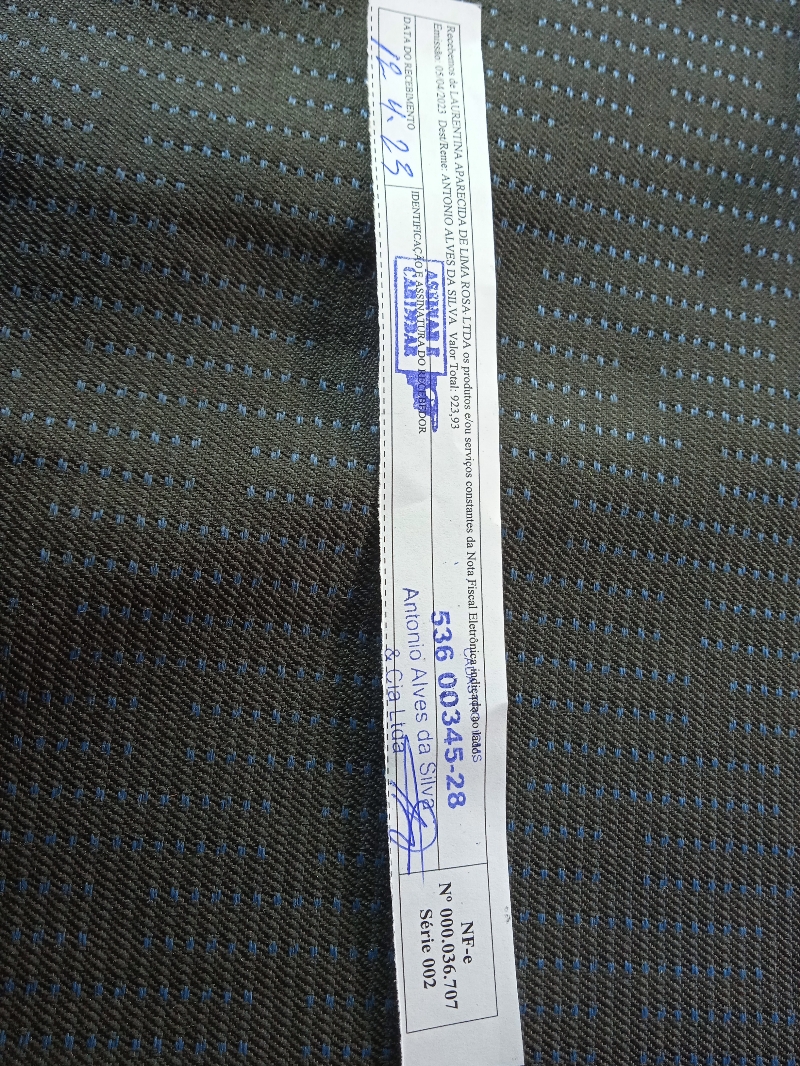 Recebemos de LAURENTINA APARECIDA DE LIMA ROSA-LTDA os produtos e/ou serviços constantes da Nota Fiscal Eletrônica indicada ao lado
Emissão: 05/04/2023 Dest/Reme: ANTONIO ALVES DA SILVA Valor Total: 923,93
DATA DO RECEBIMENTO
12 4. 23
IDENTIFICAÇÃO E ASSINATURA DO RECEBEDOR
ASSINAR E
CARIMBAR
536 00345-28
Antonio Alves da Silva
& Cia Ltda
NF-e
Nº 000.036.707
Série 002